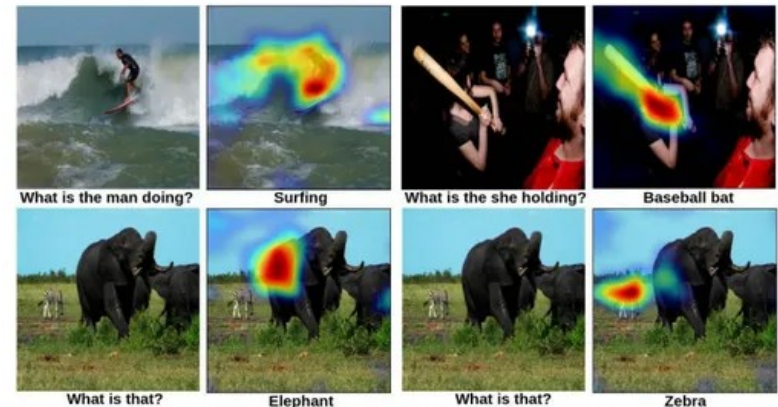 What is the man doing?
Surfing
What is the she holding?
Baseball bat
What is that?
Elephant
What is that?
Zebra